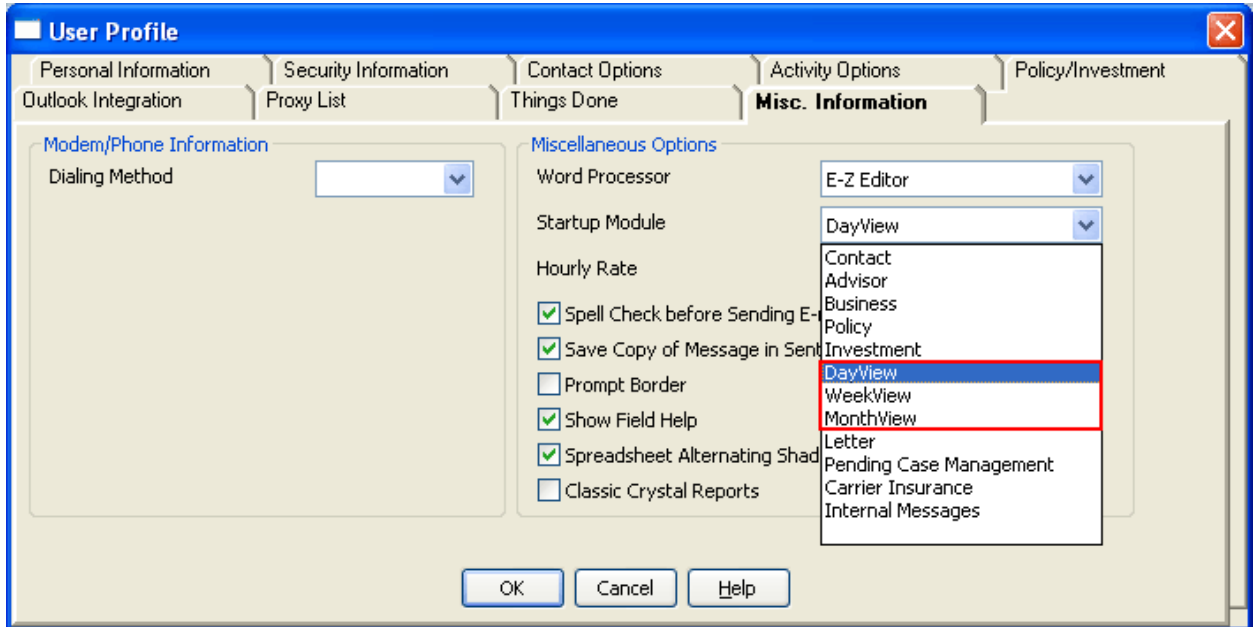 User Profile
Personal Information Security Information Contact Options Activity Options Policy/Investment
Outlook Integration Proxy List Things Done Misc. Information
Modem/Phone Information
Dialing Method
Miscellaneous Options
Word Processor E-Z Editor
Startup Module DayView
Hourly Rate
Spell Check before Sending E-
Save Copy of Message in Sent
Prompt Border
Show Field Help
Spreadsheet Alternating Shad
Classic Crystal Reports
Contact
Advisor
Business
Policy
Investment
DayView
WeekView
MonthView
Letter
Pending Case Management
Carrier Insurance
Internal Messages
OK Cancel Help